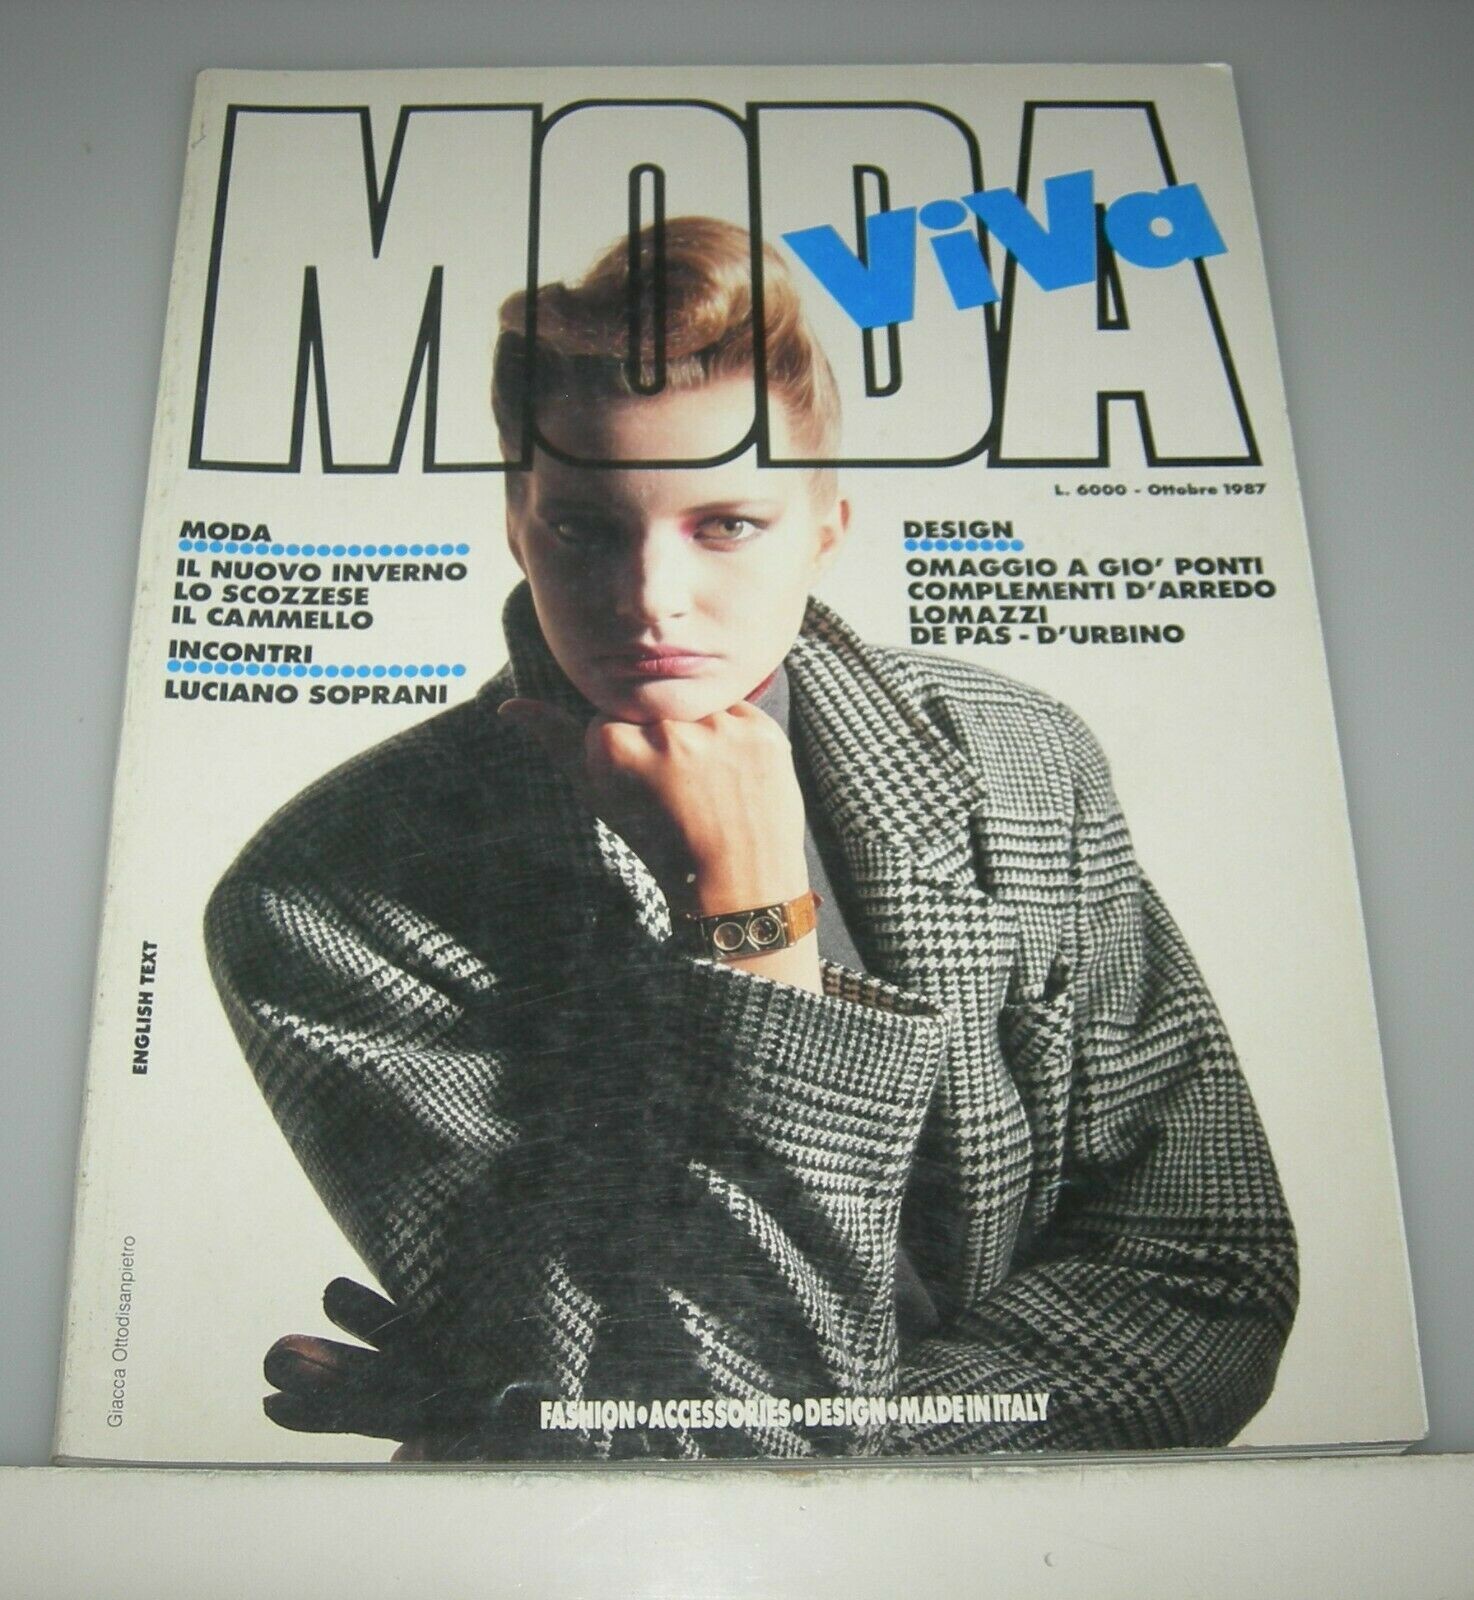 MODA
ViVa
L. 6000 - Ottobre 1987
MODA
IL NUOVO INVERNO
LO SCOZZESE
IL CAMMELLO
INCONTRI
LUCIANO SOPRANI
DESIGN
OMAGGIO A GIO' PONTI
COMPLEMENTI D'ARREDO
LOMAZZI
DE PAS - D'URBINO
ENGLISH TEXT
Giacca Ottodisanpietro
FASHION•ACCESSORIES•DESIGN•MADE IN ITALY